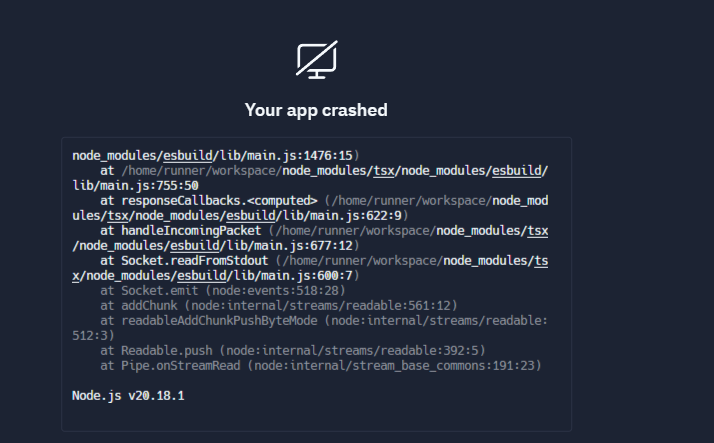 Your app crashed
node_modules/esbuild/lib/main.js:1476:15)
    at /home/runner/workspace/node_modules/tsx/node_modules/esbuild/
lib/main.js:755:50
    at responseCallbacks.<computed> (/home/runner/workspace/node_mod
ules/tsx/node_modules/esbuild/lib/main.js:622:9)
    at handleIncomingPacket (/home/runner/workspace/node_modules/tsx
/node_modules/esbuild/lib/main.js:677:12)
    at Socket.readFromStdout (/home/runner/workspace/node_modules/ts
x/node_modules/esbuild/lib/main.js:600:7)
    at Socket.emit (node:events:518:28)
    at addChunk (node:internal/streams/readable:561:12)
    at readableAddChunkPushByteMode (node:internal/streams/readable:
512:3)
    at Readable.push (node:internal/streams/readable:392:5)
    at Pipe.onStreamRead (node:internal/stream_base_commons:191:23)
Node.js v20.18.1